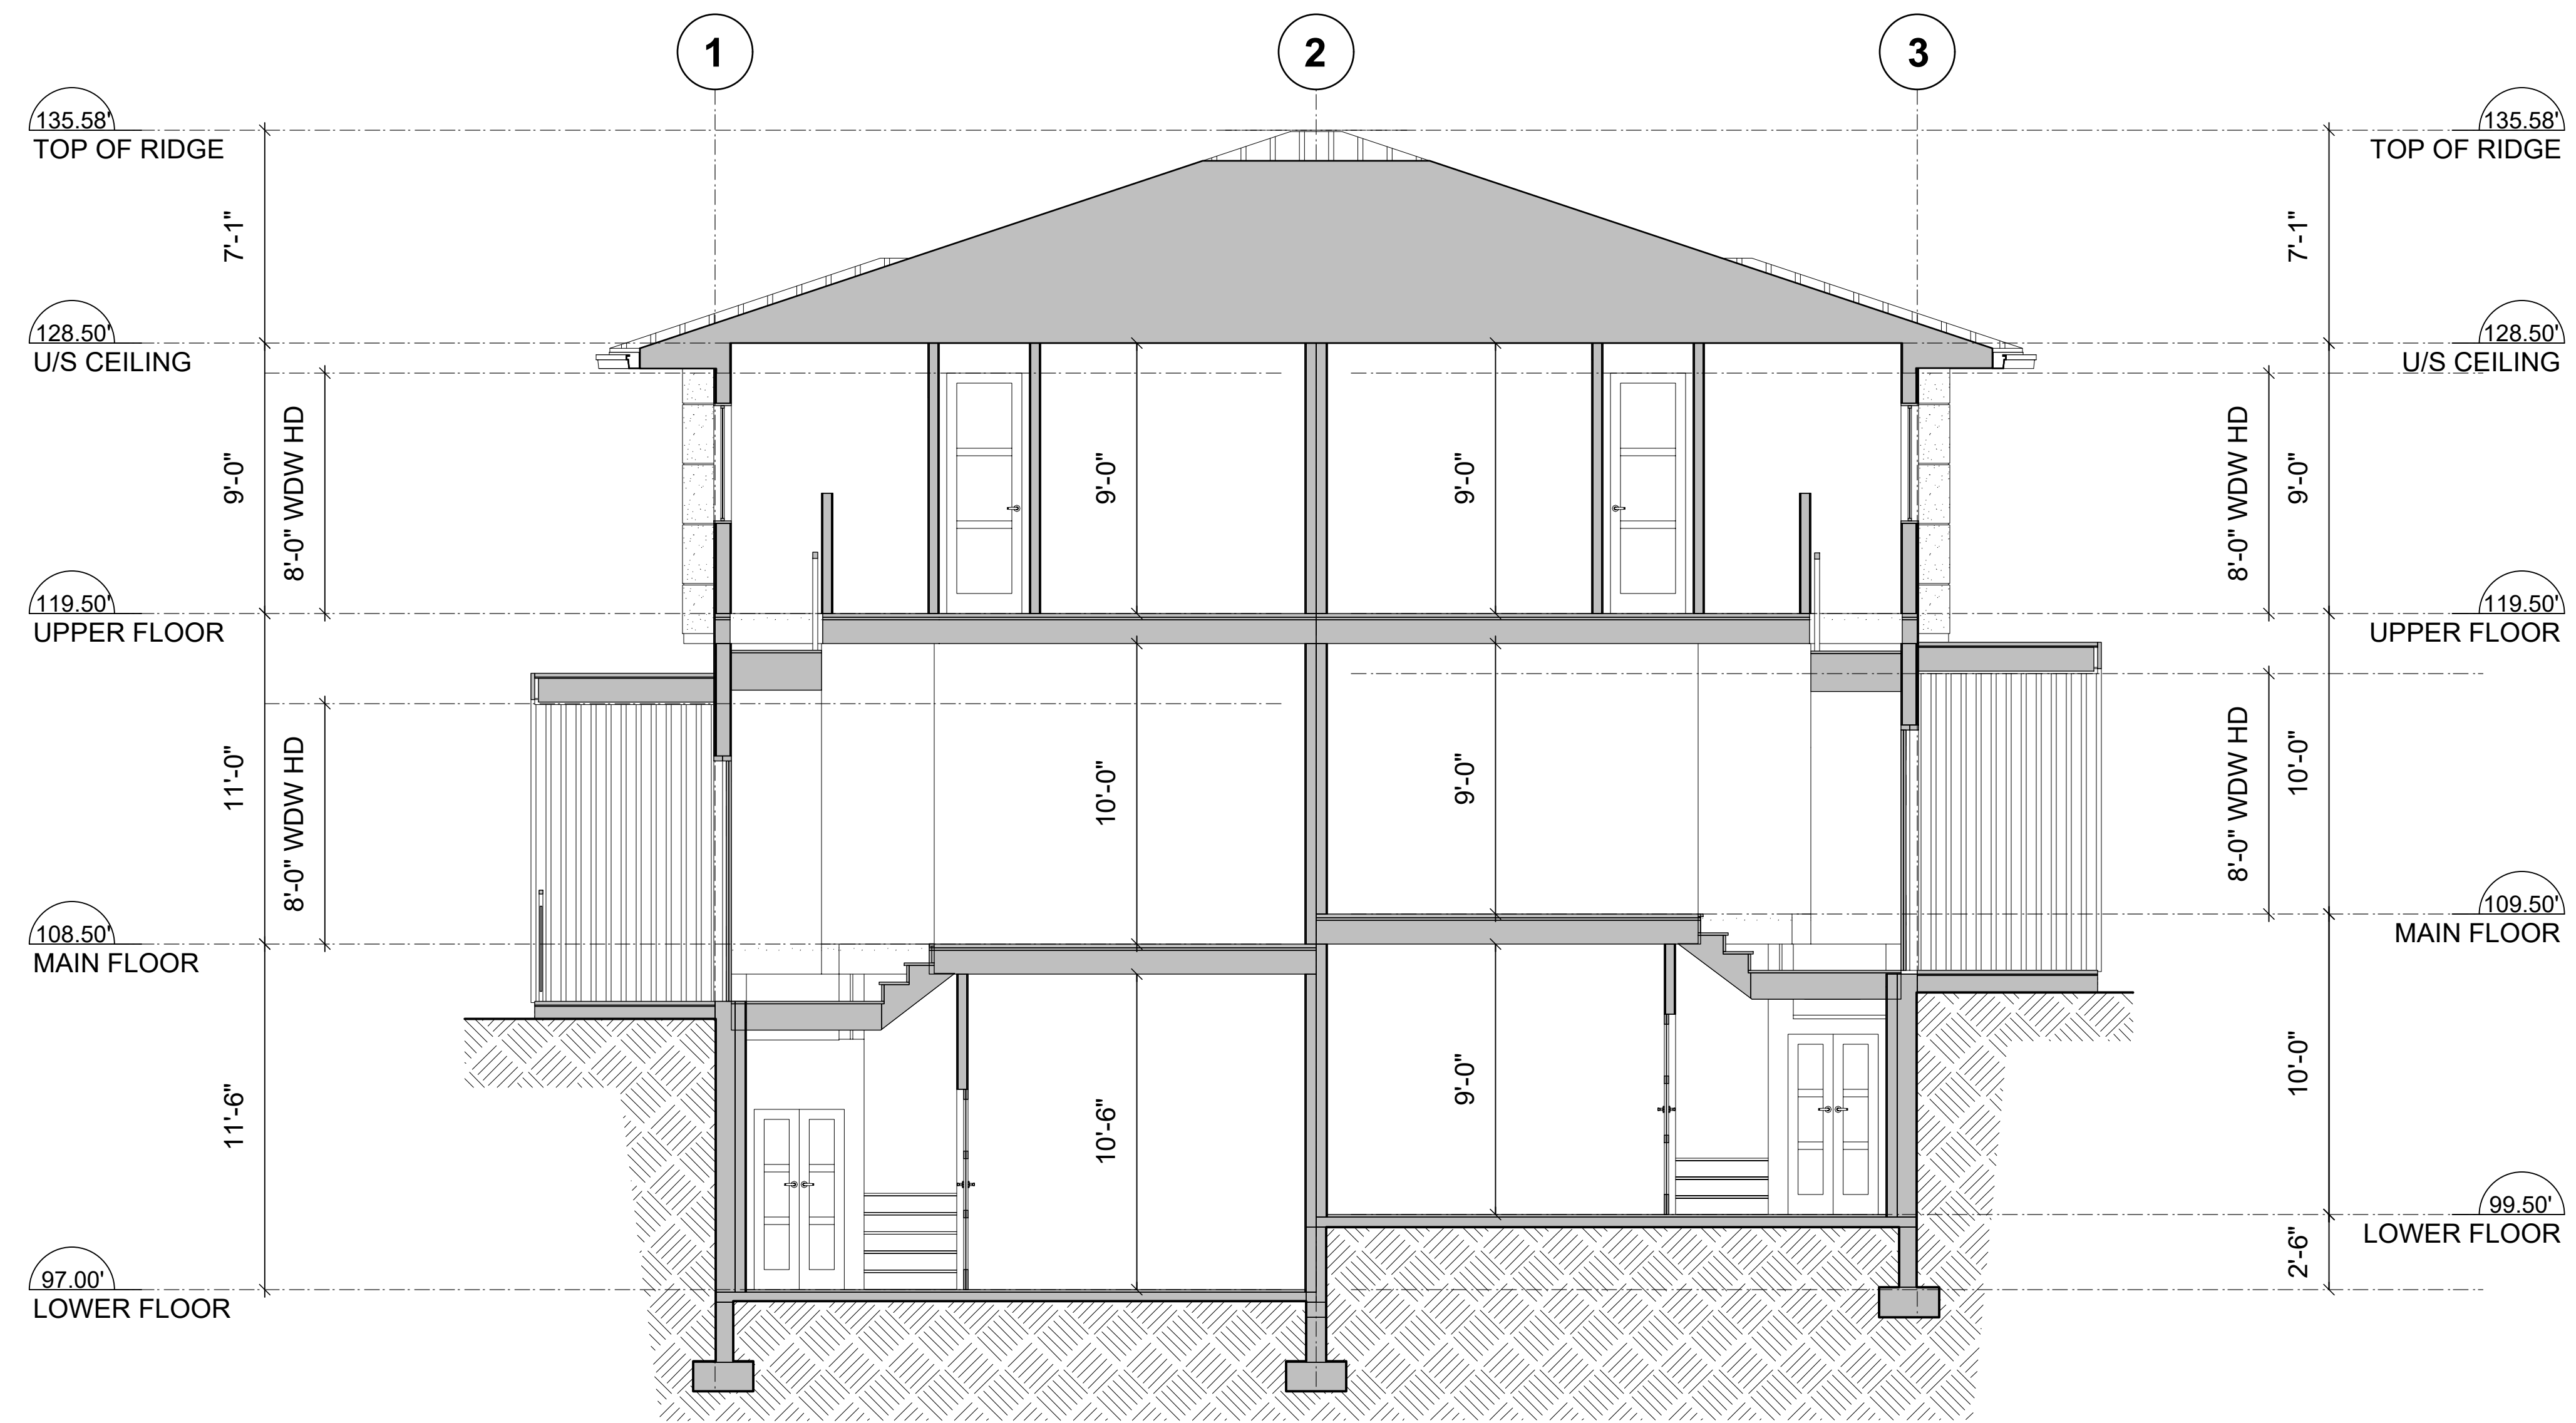 1
2
3
135.58'
TOP OF RIDGE
135.58'
TOP OF RIDGE
7'-1"
7'-1"
128.50'
U/S CEILING
128.50'
U/S CEILING
9'-0"
8'-0" WDW HD
9'-0"
9'-0"
8'-0" WDW HD
9'-0"
119.50'
UPPER FLOOR
119.50'
UPPER FLOOR
11'-0"
8'-0" WDW HD
10'-0"
9'-0"
8'-0" WDW HD
10'-0"
108.50'
MAIN FLOOR
109.50'
MAIN FLOOR
11'-6"
10'-6"
9'-0"
10'-0"
99.50'
LOWER FLOOR
2'-6"
97.00'
LOWER FLOOR